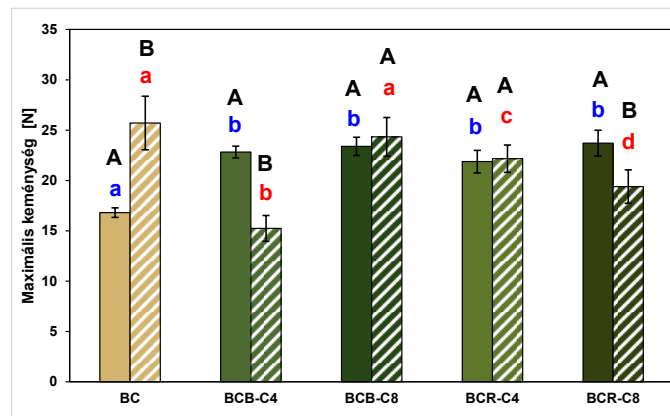 35
30
25
20
15
10
5
0
Maximális keménység [N]
A
a
B
a
A
b
B
b
A
b
A
a
A
b
A
c
A
b
B
d
BC
BCB-C4
BCB-C8
BCR-C4
BCR-C8